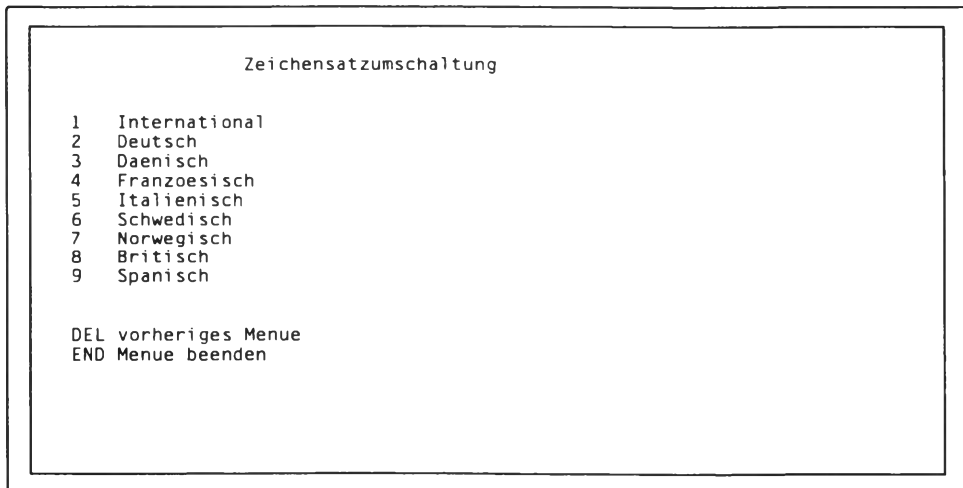 Zeichensatzumschaltung
1 International
2 Deutsch
3 Daenisch
4 Franzoesisch
5 Italienisch
6 Schwedisch
7 Norwegisch
8 Britisch
9 Spanisch
DEL vorheriges Menue
END Menue beenden